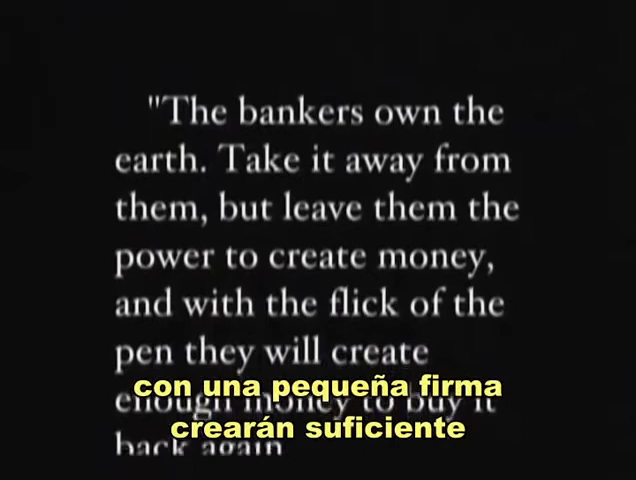 "The bankers own the
earth. Take it away from
them, but leave them the
power to create money,
and with the flick of the
pen they will create
enough money to buy it
back again
con una pequeña firma
crearán suficiente